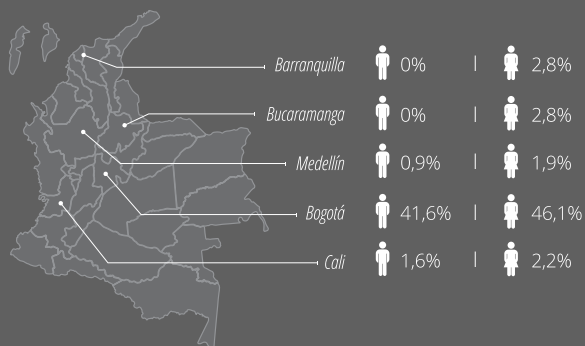 Barranquilla 0% | 2,8%
Bucaramanga 0% | 2,8%
Medellín 0,9% | 1,9%
Bogotá 41,6% | 46,1%
Cali 1,6% | 2,2%